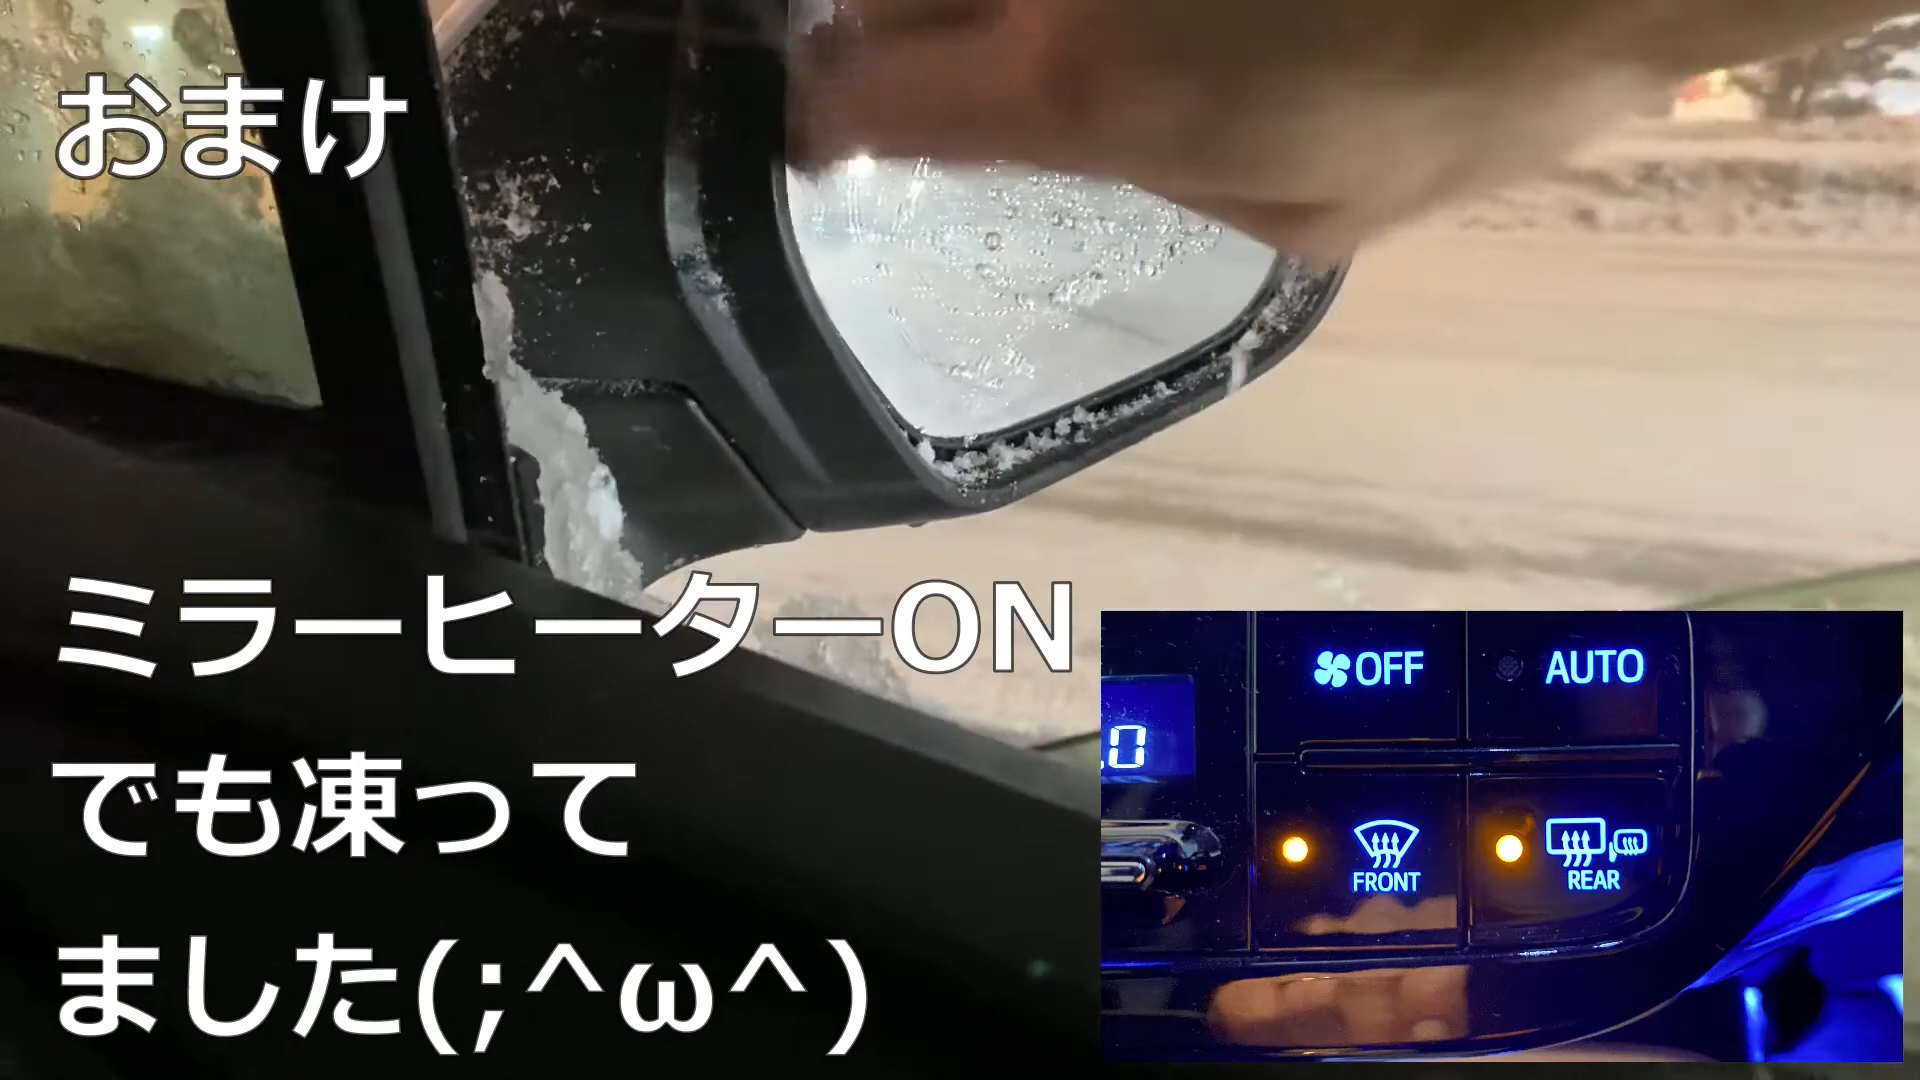 おまけ
ミラーヒーターON
でも凍って
ました(;^ω^)
OFF
AUTO
.0
FRONT
REAR